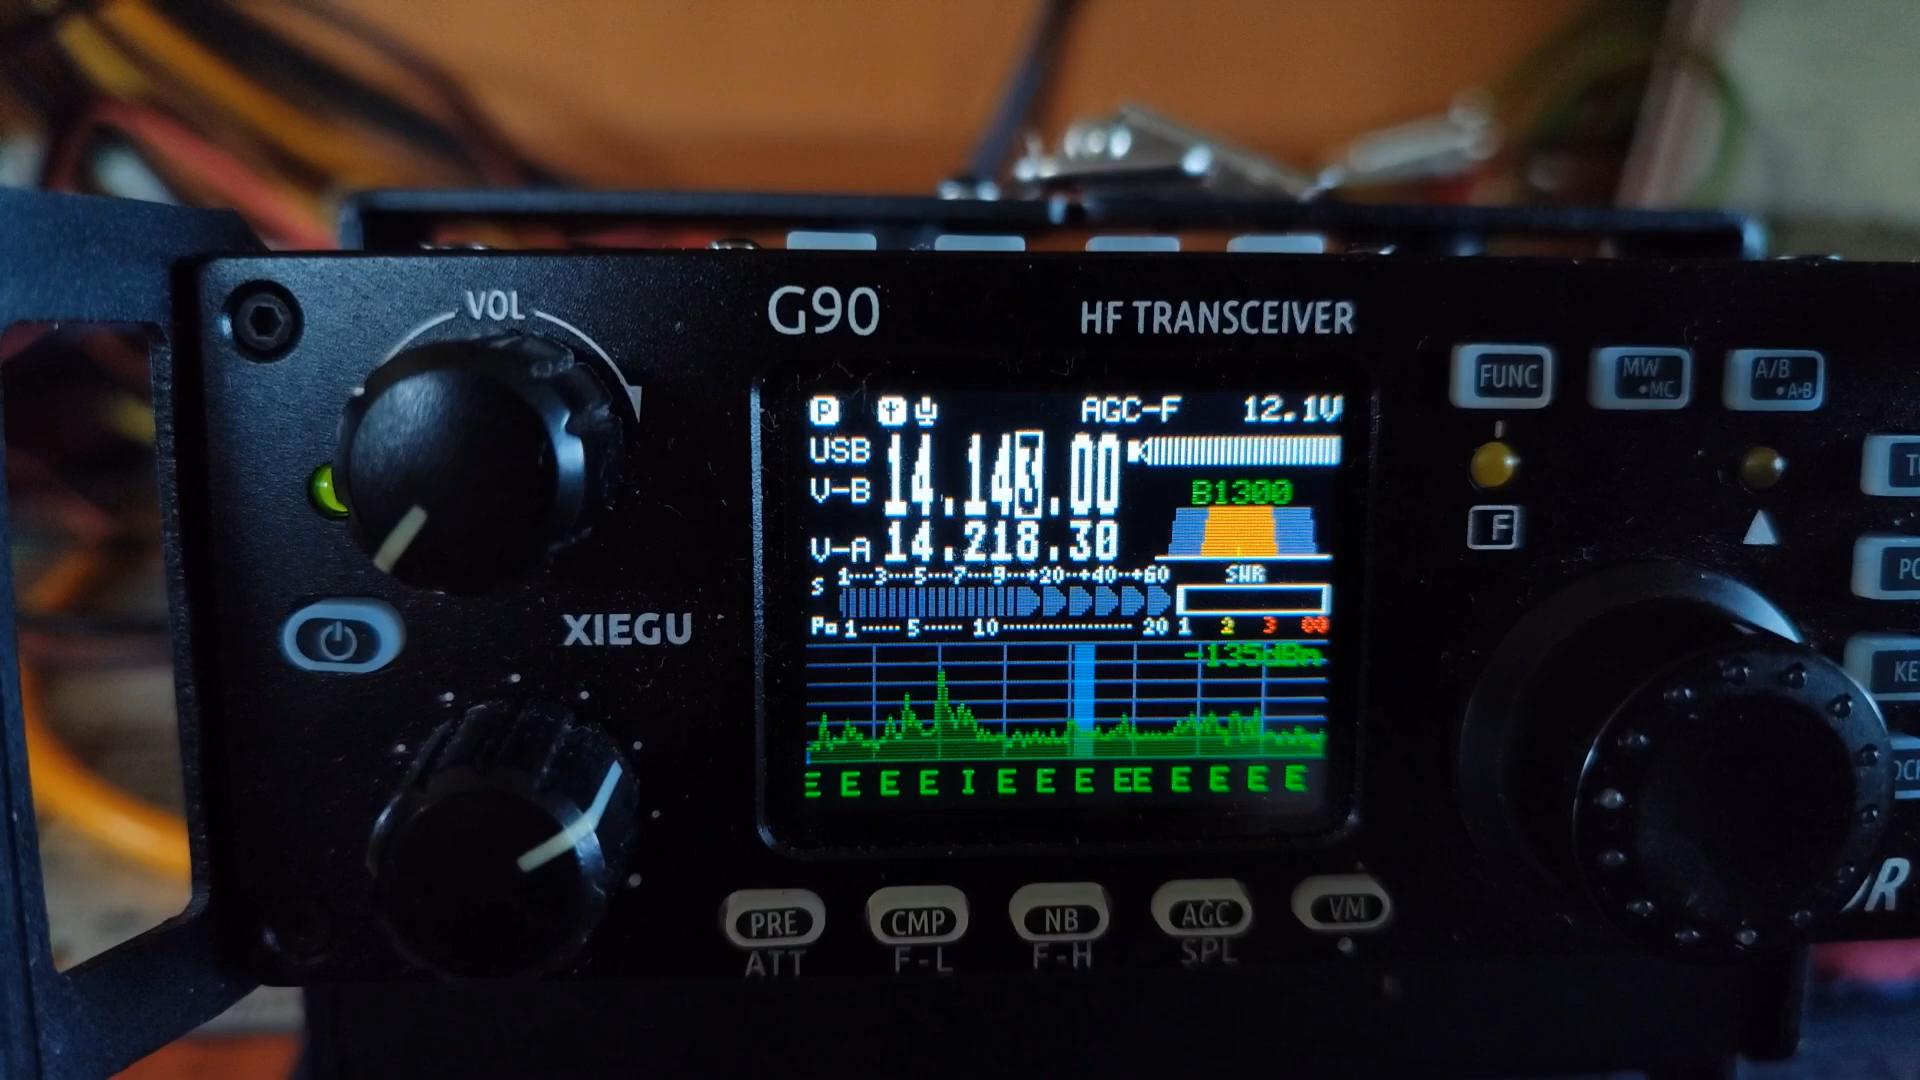 VOL
G90
HF TRANSCEIVER
FUNC
MW
•MC
A/B
•A▸B
P
AGC-F
12.1V
USB
14.143.00
V-B
B1300
V-A
14.218.30
F
S
1···3···5···7···9···+20··+40··+60
SWR
Po
1······5······10··················20
1 2 3 ∞
-135dBm
XIEGU
E E E E I E E E EE E E E E
PRE
CMP
NB
AGC
VM
ATT
F-L
F-H
SPL